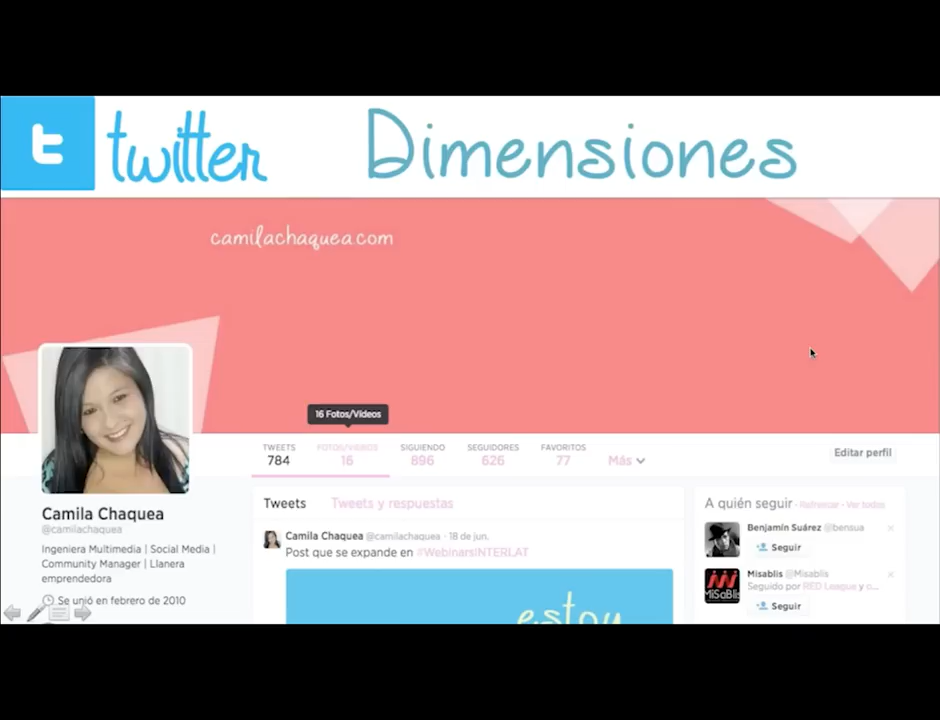 t twitter Dimensiones
camilachaquea.com
16 Fotos/Vídeos
TWEETS FOTOS/VÍDEOS SIGUIENDO SEGUIDORES FAVORITOS
784 16 896 626 77 Más Editar perfil
Tweets Tweets y respuestas
A quién seguir · Refrescar · Ver todos
Camila Chaquea
@camilachaquea
Ingeniera Multimedia | Social Media |
Community Manager | Llanera
emprendedora
Se unió en febrero de 2010
Camila Chaquea @camilachaquea · 18 de jun.
Post que se expande en #WebinarsINTERLAT
estoy
Benjamín Suárez @bensua
Seguir
Misablis @Misablis
Seguido por RED League y o...
MiSaBlis
Seguir